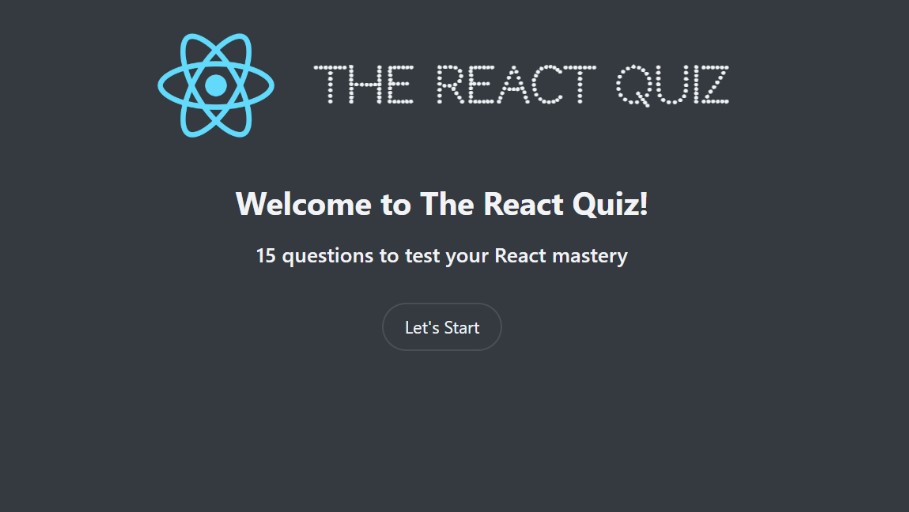 THE REACT QUIZ
Welcome to The React Quiz!
15 questions to test your React mastery
Let's Start